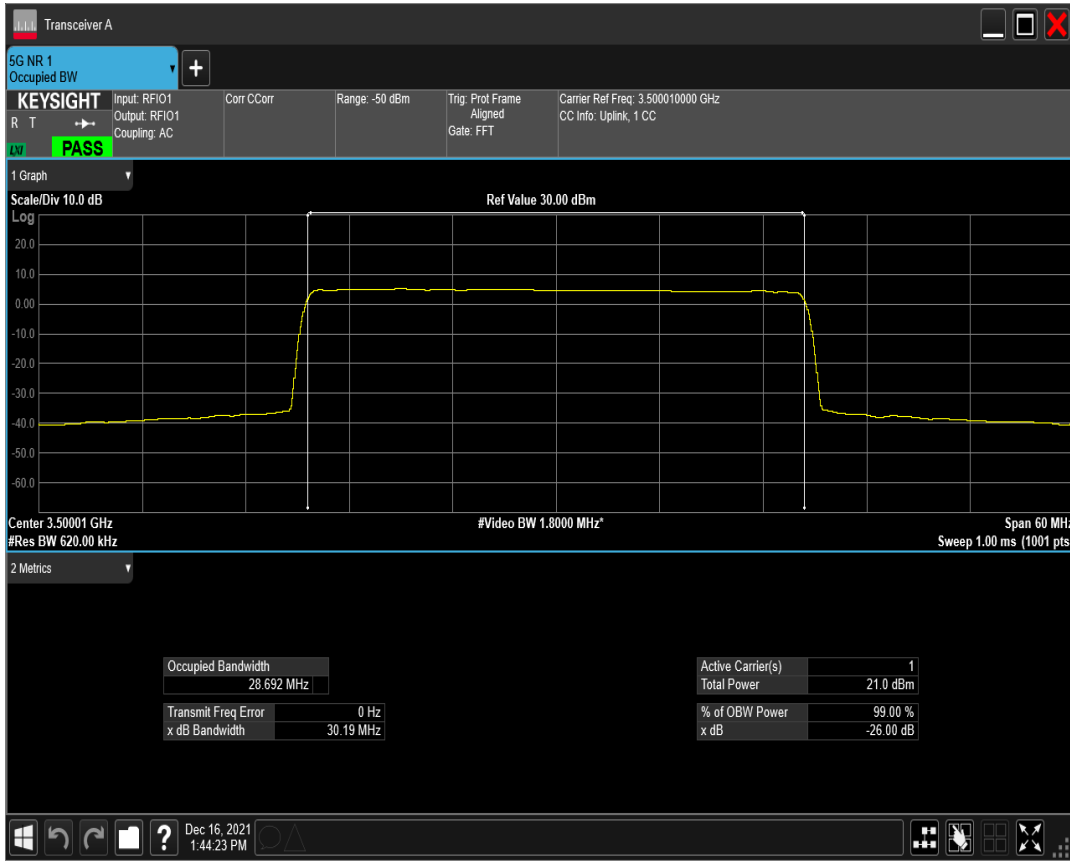 Transceiver A
5G NR 1
Occupied BW
+
KEYSIGHT
R T
LXI
PASS
Input: RFIO1
Output: RFIO1
Coupling: AC
Corr CCorr
Range: -50 dBm
Trig: Prot Frame
Aligned
Gate: FFT
Carrier Ref Freq: 3.500010000 GHz
CC Info: Uplink, 1 CC
1 Graph
Scale/Div 10.0 dB
Ref Value 30.00 dBm
Log
20.0
10.0
0.00
-10.0
-20.0
-30.0
-40.0
-50.0
-60.0
Center 3.50001 GHz
#Video BW 1.8000 MHz*
Span 60 MHz
#Res BW 620.00 kHz
Sweep 1.00 ms (1001 pts
2 Metrics
Occupied Bandwidth
28.692 MHz
Transmit Freq Error 0 Hz
x dB Bandwidth 30.19 MHz
Active Carrier(s) 1
Total Power 21.0 dBm
% of OBW Power 99.00 %
x dB -26.00 dB
?
Dec 16, 2021
1:44:23 PM